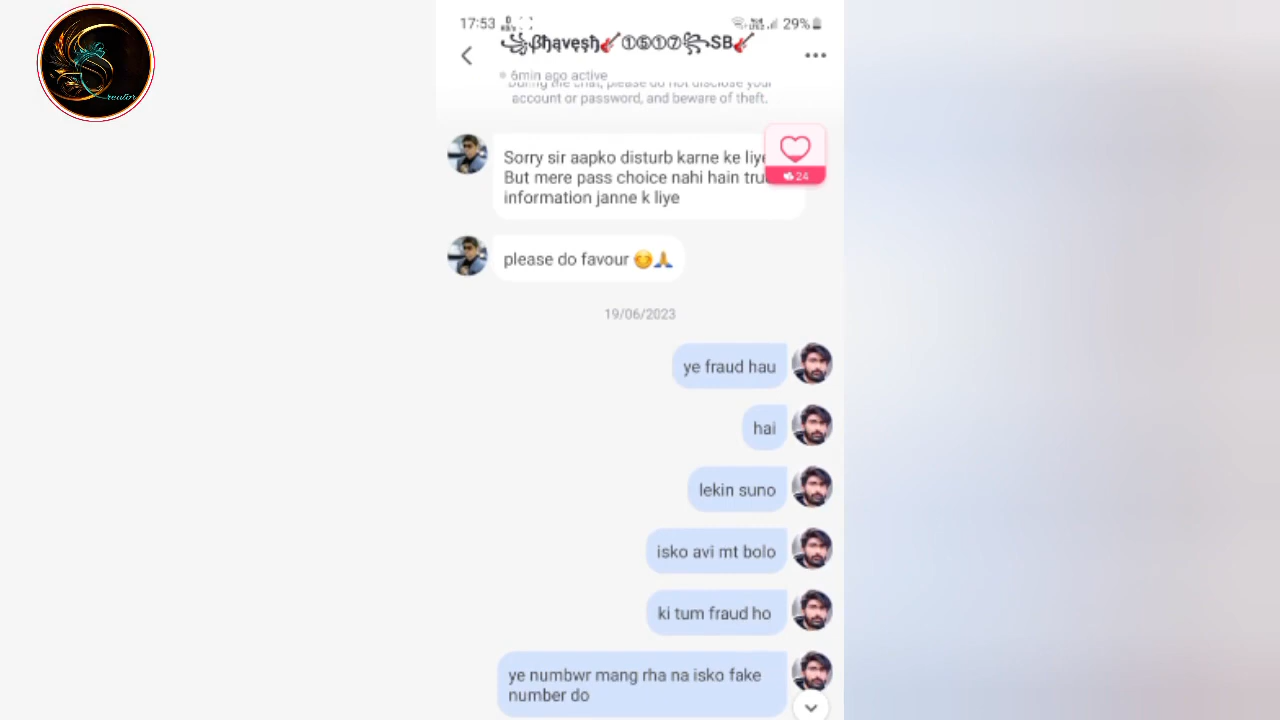 17:53
29%
꧁βђąvęşђ🎸①⑤①⑦꧂SB🎸
6min ago active
During the chat, please do not disclose your
account or password, and beware of theft.
Sorry sir aapko disturb karne ke liye
But mere pass choice nahi hain
information janne k liye
24
please do favour 😊🙏
19/06/2023
ye fraud hau
hai
lekin suno
isko avi mt bolo
ki tum fraud ho
ye numbwr mang rha na isko fake
number do